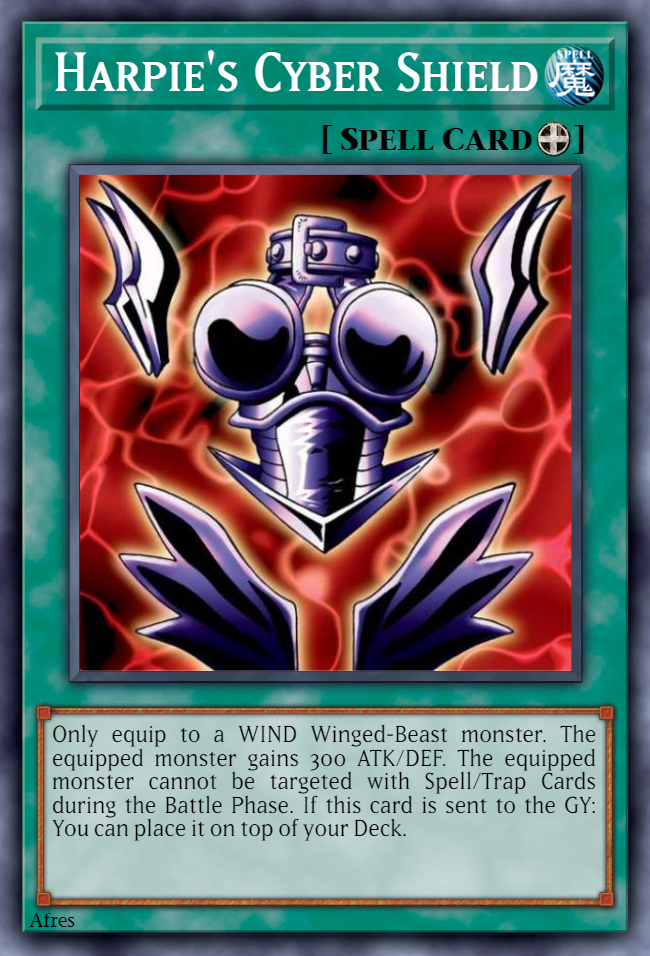 Harpie's Cyber Shield
SPELL
魔
[ Spell Card ]
Only equip to a WIND Winged-Beast monster. The
equipped monster gains 300 ATK/DEF. The equipped
monster cannot be targeted with Spell/Trap Cards
during the Battle Phase. If this card is sent to the GY:
You can place it on top of your Deck.
Afres